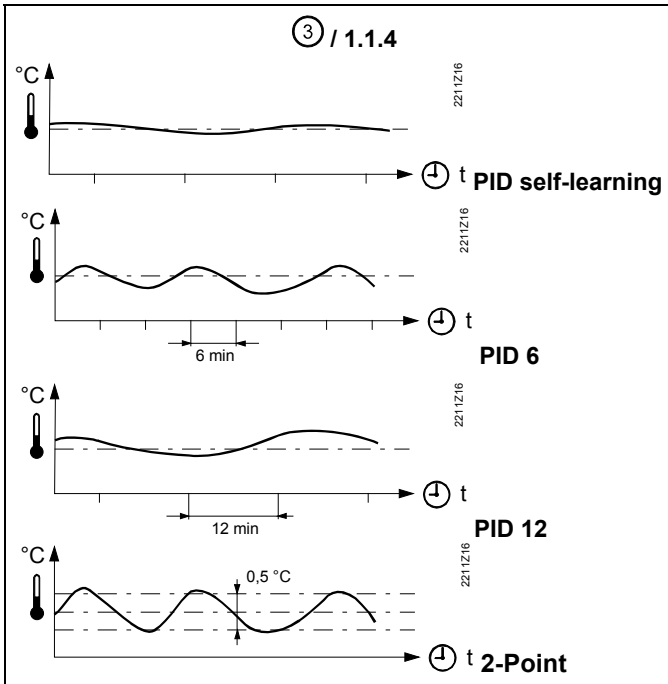 ③ / 1.1.4
°C
2211Z16
t PID self-learning
°C
2211Z16
t
6 min
PID 6
°C
2211Z16
t
12 min
PID 12
°C
2211Z16
0,5 °C
t 2-Point